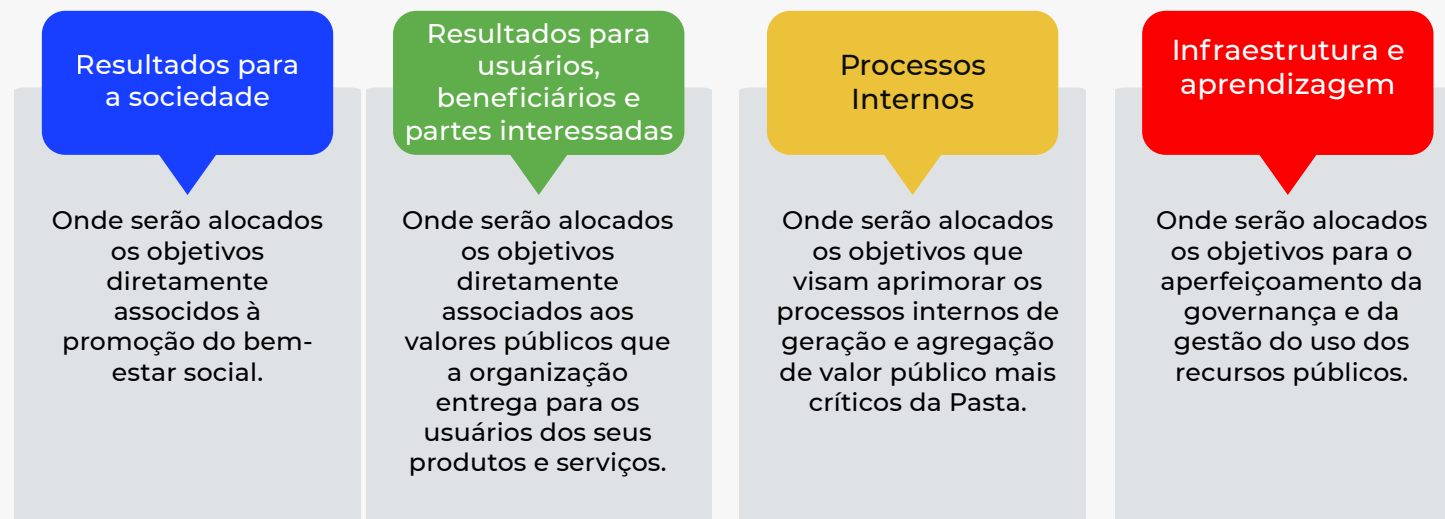 Resultados para
a sociedade
Onde serão alocados
os objetivos
diretamente
associdos à
promoção do bem-
estar social.
Resultados para
usuários,
beneficiários e
partes interessadas
Onde serão alocados
os objetivos
diretamente
associados aos
valores públicos que
a organização
entrega para os
usuários dos seus
produtos e serviços.
Processos
Internos
Onde serão alocados
os objetivos que
visam aprimorar os
processos internos de
geração e agregação
de valor público mais
críticos da Pasta.
Infraestrutura e
aprendizagem
Onde serão alocados
os objetivos para o
aperfeiçoamento da
governança e da
gestão do uso dos
recursos públicos.